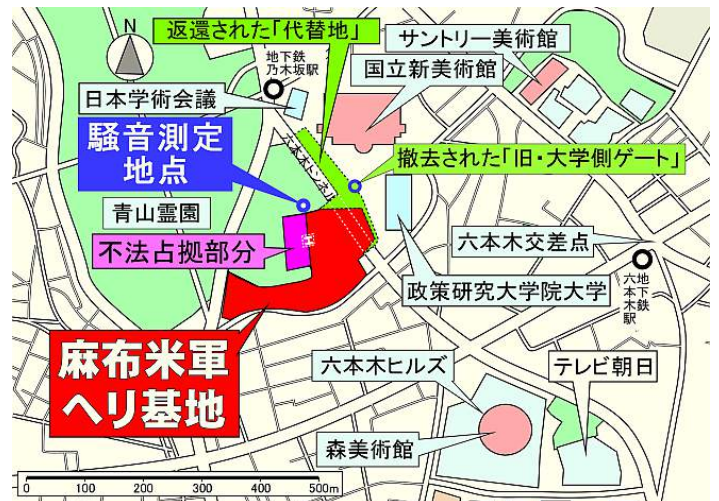 N
返還された「代替地」
サントリー美術館
地下鉄
乃木坂駅
国立新美術館
日本学術会議
騒音測定
地点
六本木トンネル
撤去された「旧・大学側ゲート」
青山霊園
不法占拠部分
六本木交差点
政策研究大学院大学
地下鉄
六本木駅
麻布米軍
ヘリ基地
六本木ヒルズ
テレビ朝日
森美術館
0 100 200 300 400 500m